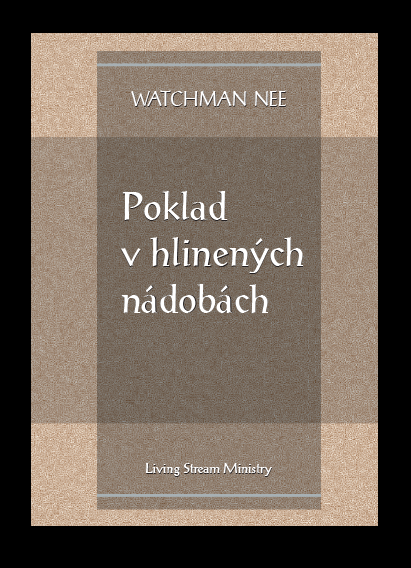 WATCHMAN NEE
Poklad
v hlinených
nádobách
Living Stream Ministry